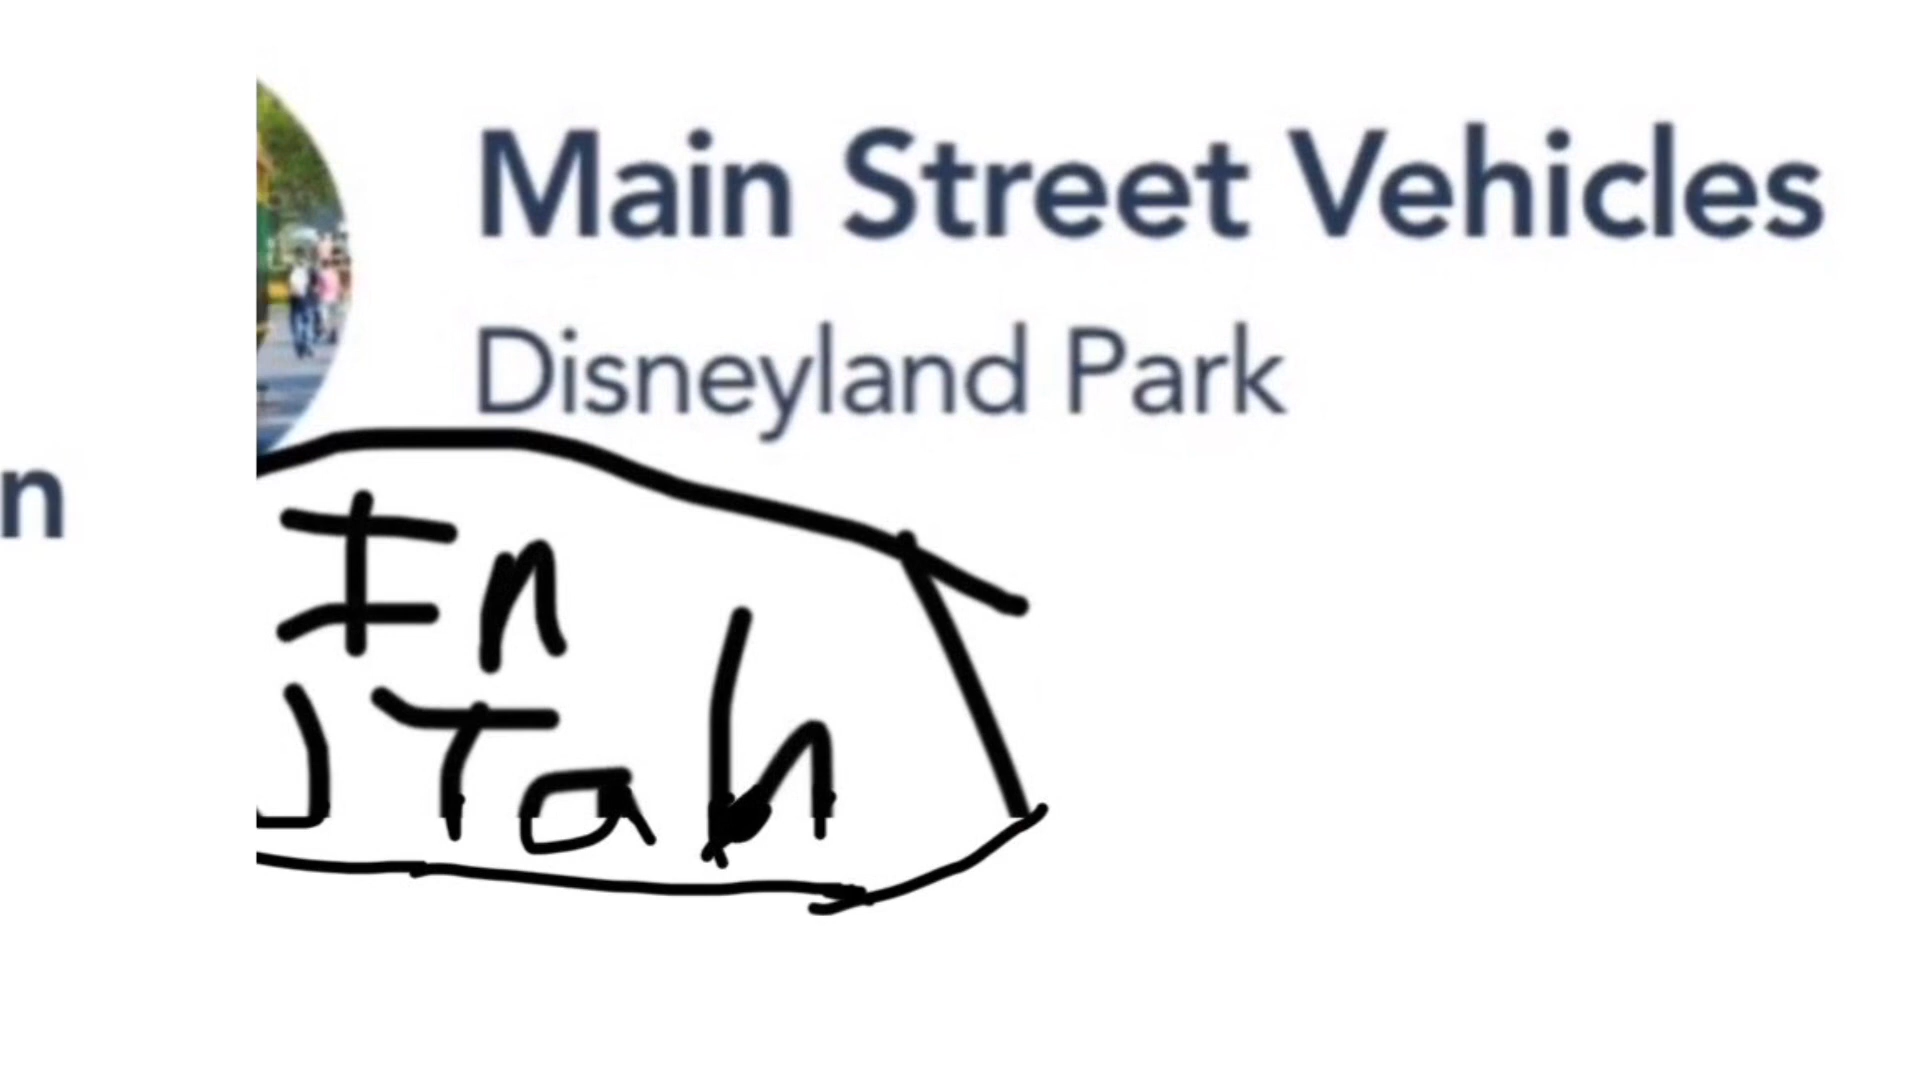 Main Street Vehicles
Disneyland Park
n
In
Utah